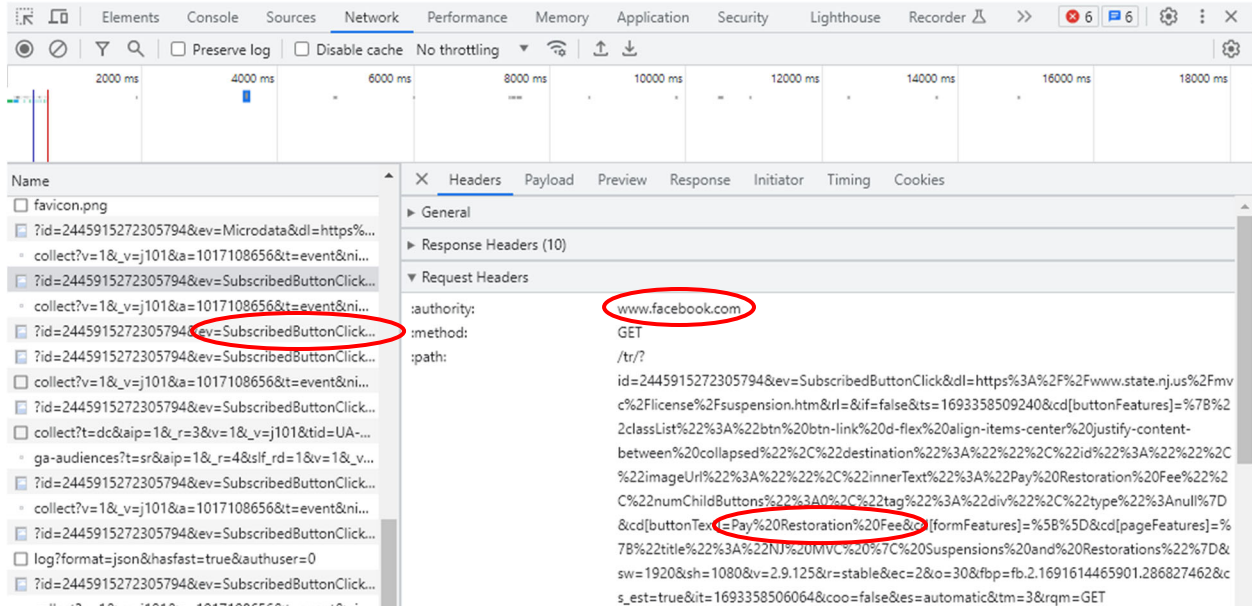 Elements Console Sources Network Performance Memory Application Security Lighthouse Recorder 6 6
Preserve log Disable cache No throttling
2000 ms 4000 ms 6000 ms 8000 ms 10000 ms 12000 ms 14000 ms 16000 ms 18000 ms
Name
Headers Payload Preview Response Initiator Timing Cookies
favicon.png
?id=2445915272305794&ev=Microdata&dl=https%...
collect?v=1&_v=j101&a=1017108656&t=event&ni...
?id=2445915272305794&ev=SubscribedButtonClick...
collect?v=1&_v=j101&a=1017108656&t=event&ni...
?id=2445915272305794&ev=SubscribedButtonClick...
?id=2445915272305794&ev=SubscribedButtonClick...
collect?v=1&_v=j101&a=1017108656&t=event&ni...
?id=2445915272305794&ev=SubscribedButtonClick...
collect?t=dc&aip=1&_r=3&v=1&_v=j101&tid=UA-...
ga-audiences?t=sr&aip=1&_r=4&slf_rd=1&v=1&_v...
?id=2445915272305794&ev=SubscribedButtonClick...
collect?v=1&_v=j101&a=1017108656&t=event&ni...
?id=2445915272305794&ev=SubscribedButtonClick...
log?format=json&hasfast=true&authuser=0
?id=2445915272305794&ev=SubscribedButtonClick...
General
Response Headers (10)
Request Headers
:authority: www.facebook.com
:method: GET
:path: /tr/?
id=2445915272305794&ev=SubscribedButtonClick&dl=https%3A%2F%2Fwww.state.nj.us%2Fmv
c%2Flicense%2Fsuspension.htm&rl=&if=false&ts=1693358509240&cd[buttonFeatures]=%7B%2
2classList%22%3A%22btn%20btn-link%20d-flex%20align-items-center%20justify-content-
between%20collapsed%22%2C%22destination%22%3A%22%22%2C%22id%22%3A%22%22%2C
%22imageUrl%22%3A%22%22%2C%22innerText%22%3A%22Pay%20Restoration%20Fee%22%2
C%22numChildButtons%22%3A0%2C%22tag%22%3A%22div%22%2C%22type%22%3Anull%7D
&cd[buttonText]=Pay%20Restoration%20Fee&cd[formFeatures]=%5B%5D&cd[pageFeatures]=%
7B%22title%22%3A%22NJ%20MVC%20%7C%20Suspensions%20and%20Restorations%22%7D&
sw=1920&sh=1080&v=2.9.125&r=stable&ec=2&o=30&fbp=fb.2.1691614465901.286827462&c
s_est=true&it=1693358506064&coo=false&es=automatic&tm=3&rqm=GET